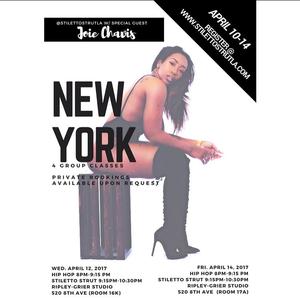 @STILETTOSTRUTLA W/ SPECIAL GUEST
Joie Chavis
APRIL 10-14
REGISTER @
WWW.STILETTOSTRUTLA.COM
NEW
YORK
4 GROUP CLASSES
PRIVATE BOOKINGS
AVAILABLE UPON REQUEST
WED. APRIL 12, 2017
HIP HOP 8PM-9:15 PM
STILETTO STRUT 9:15PM-10:30PM
RIPLEY-GRIER STUDIO
520 8TH AVE (ROOM 16K)
FRI. APRIL 14, 2017
HIP HOP 8PM-9:15 PM
STILETTO STRUT 9:15PM-10:30PM
RIPLEY-GRIER STUDIO
520 8TH AVE (ROOM 17A)